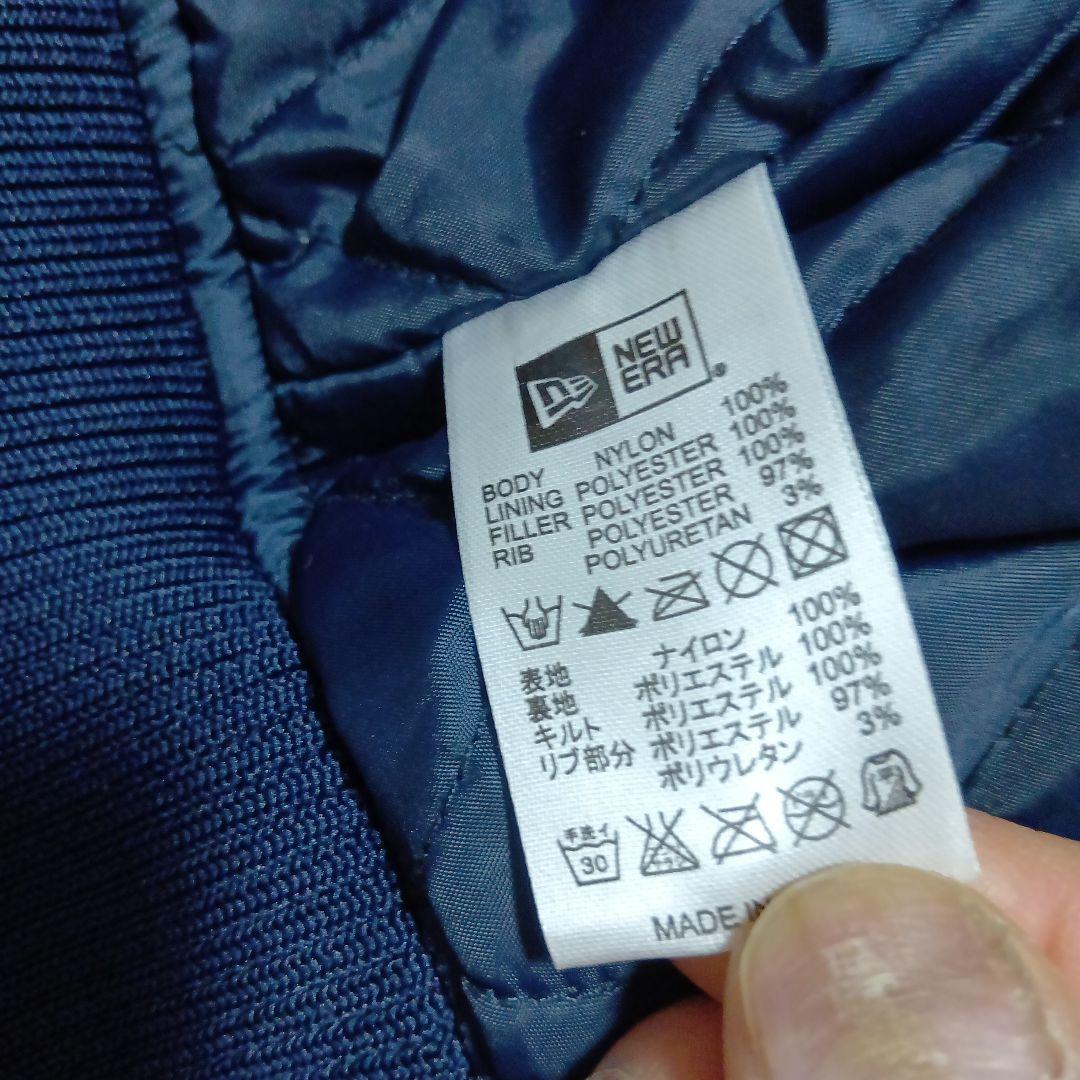 NEW
ERA
BODY NYLON 100%
LINING POLYESTER 100%
FILLER POLYESTER 100%
RIB POLYESTER 97%
POLYURETAN 3%
表地 ナイロン 100%
裏地 ポリエステル 100%
キルト ポリエステル 100%
リブ部分 ポリエステル 97%
ポリウレタン 3%
手洗イ
30
MADE IN